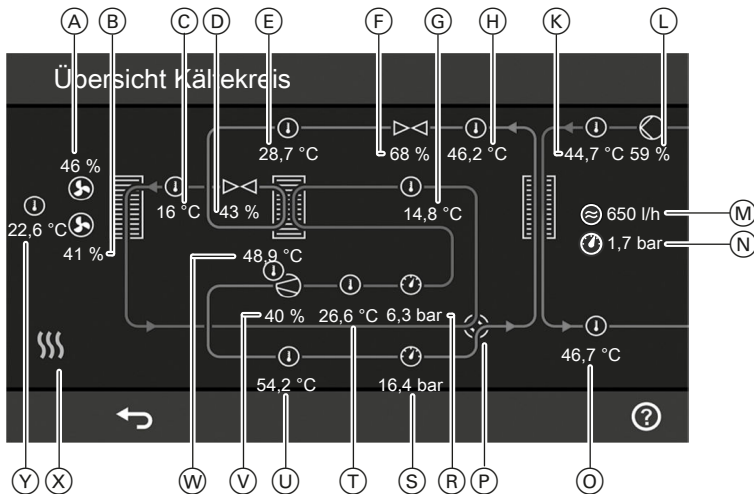 A B C D E F G H K L
Übersicht Kältekreis
46 % 28,7 °C 68 % 46,2 °C 44,7 °C 59 %
22,6 °C 16 °C 43 % 14,8 °C 650 l/h M
41 % 48,9 °C 1,7 bar N
40 % 26,6 °C 6,3 bar
54,2 °C 16,4 bar 46,7 °C
?
Y X W V U T S R P O